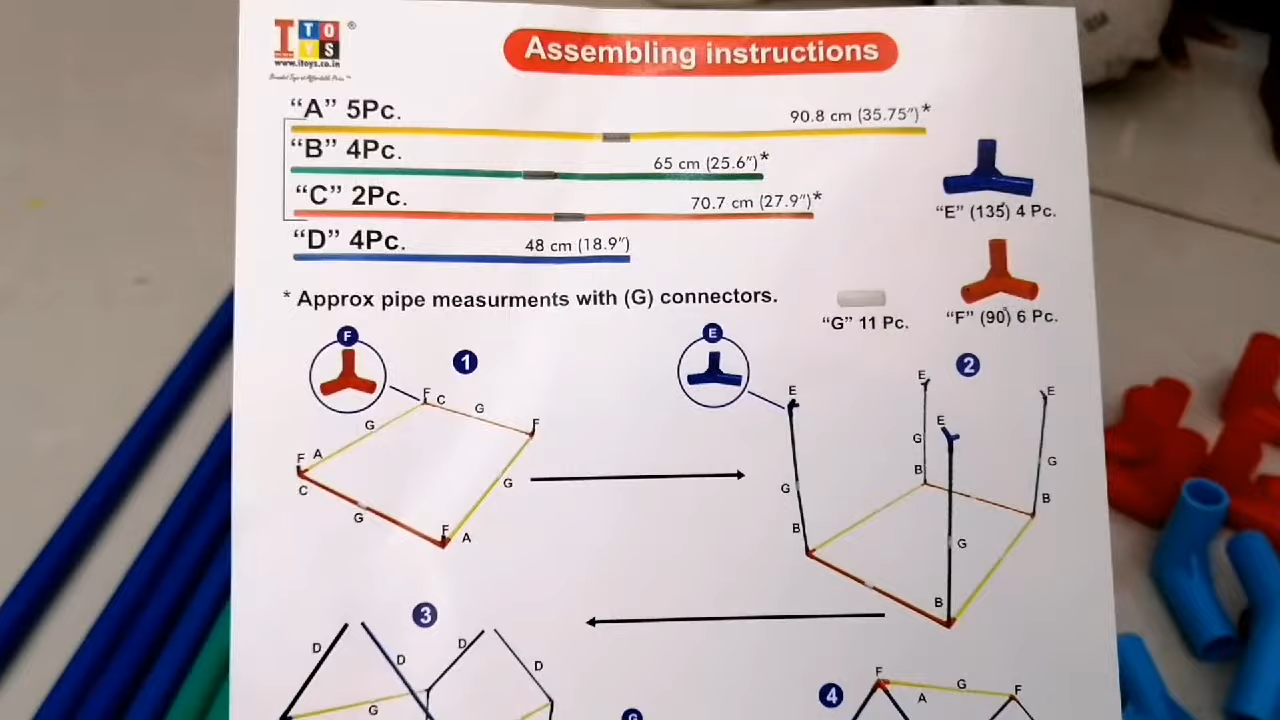 I TOYS ®
www.itoys.co.in
Assembling instructions
"A" 5Pc.
90.8 cm (35.75")*
"B" 4Pc.
65 cm (25.6")*
"C" 2Pc.
70.7 cm (27.9")*
"D" 4Pc.
48 cm (18.9")
"E" (135°) 4 Pc.
* Approx pipe measurments with (G) connectors.
"G" 11 Pc.
"F" (90°) 6 Pc.
F
1
F C G
F
G
F A
C
G
G
F A
E
2
E
E
E
E
G
B
G
B
G
B
G
B
3
D
D
D
D
G
G
4
F
G
A
F